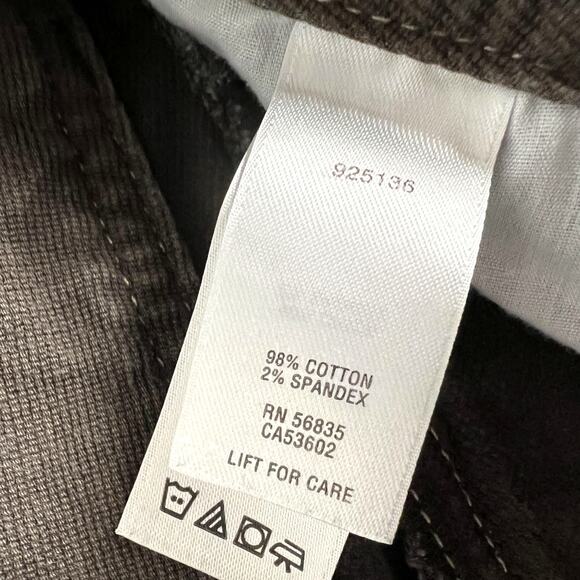 925136
98% COTTON
2% SPANDEX
RN 56835
CA53602
LIFT FOR CARE